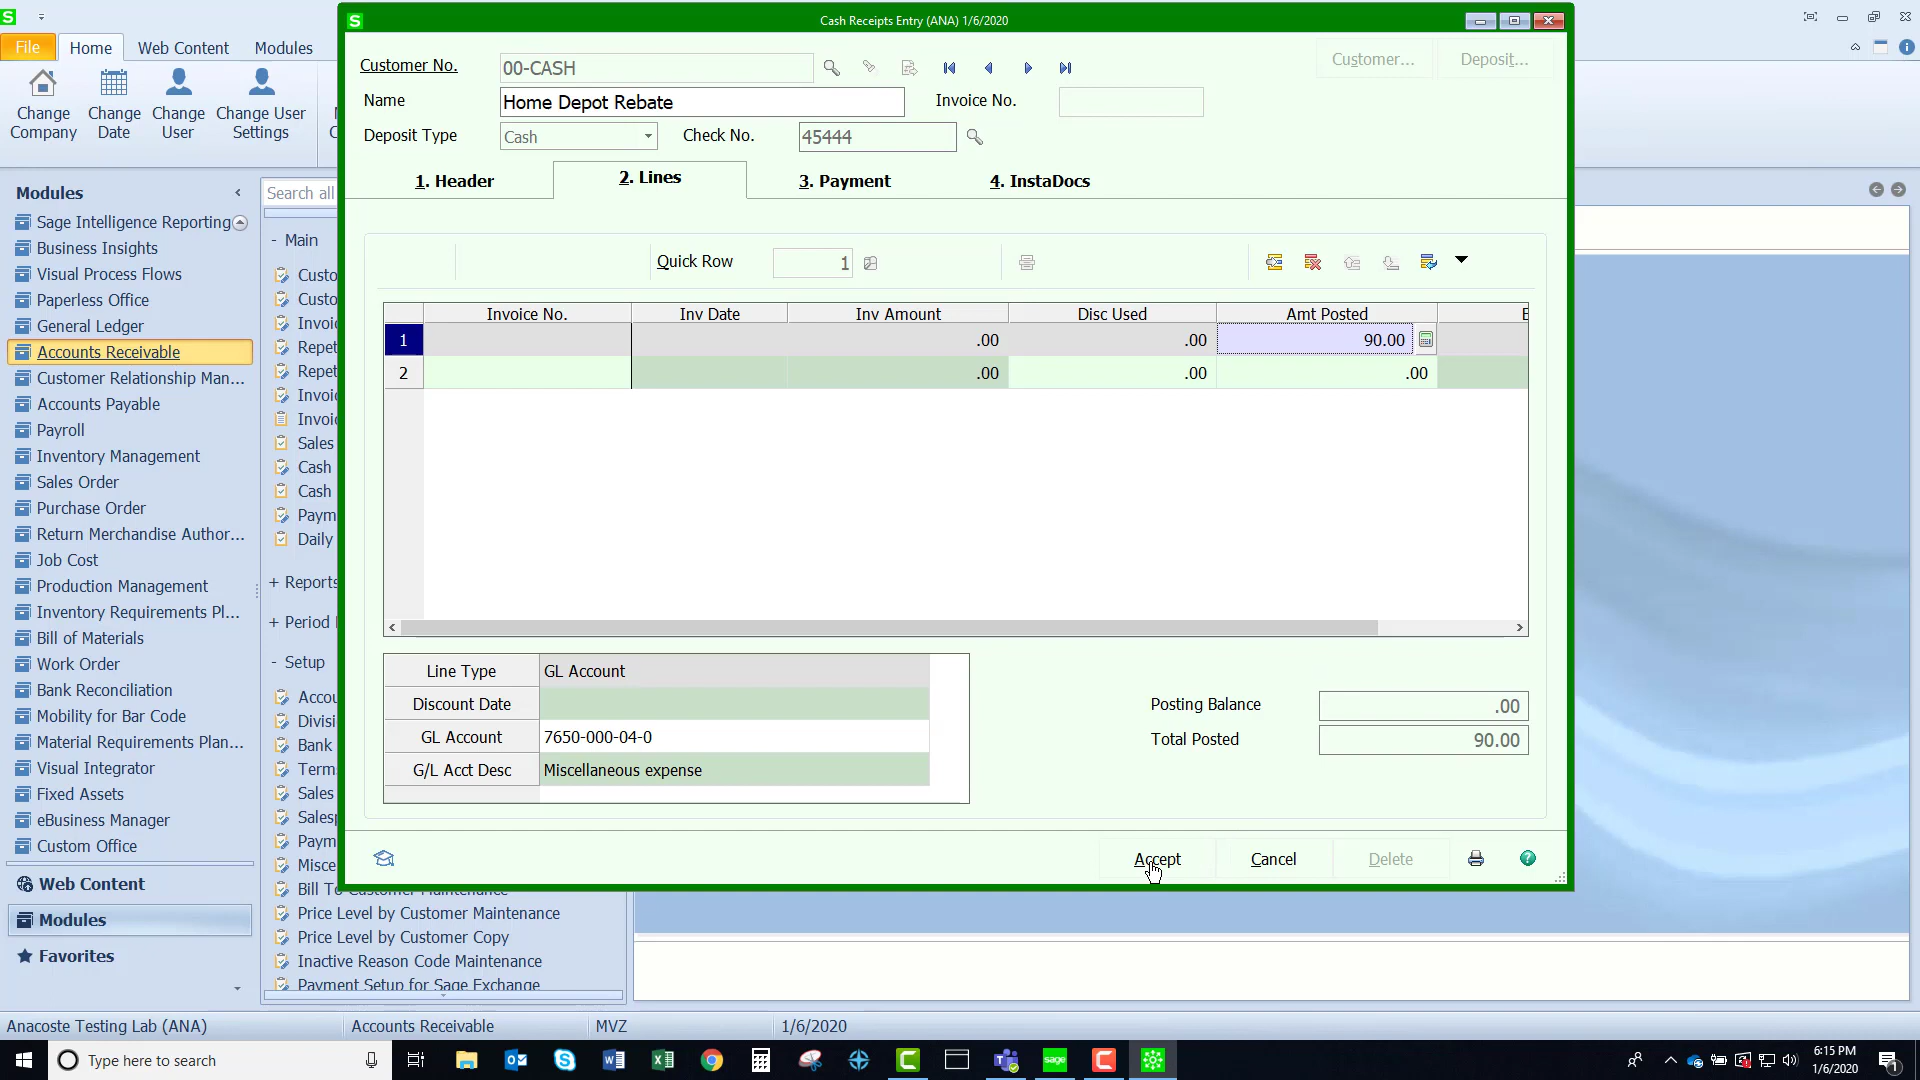 S
Cash Receipts Entry (ANA) 1/6/2020
File
Home
Web Content
Modules
Change Company
Change Date
Change User
Change User Settings
Customer No.
00-CASH
Customer...
Deposit...
Name
Home Depot Rebate
Invoice No.
Deposit Type
Cash
Check No.
45444
1. Header
2. Lines
3. Payment
4. InstaDocs
Quick Row
1
Invoice No.
Inv Date
Inv Amount
Disc Used
Amt Posted
1
.00
.00
90.00
2
.00
.00
.00
Line Type
GL Account
Discount Date
GL Account
7650-000-04-0
G/L Acct Desc
Miscellaneous expense
Posting Balance
.00
Total Posted
90.00
Accept
Cancel
Delete
Modules
Sage Intelligence Reporting
Business Insights
Visual Process Flows
Paperless Office
General Ledger
Accounts Receivable
Customer Relationship Man...
Accounts Payable
Payroll
Inventory Management
Sales Order
Purchase Order
Return Merchandise Author...
Job Cost
Production Management
Inventory Requirements Pl...
Bill of Materials
Work Order
Bank Reconciliation
Mobility for Bar Code
Material Requirements Plan...
Visual Integrator
Fixed Assets
eBusiness Manager
Custom Office
Web Content
Modules
Favorites
Search all
- Main
Custo
Custo
Invoic
Repet
Repet
Invoic
Invoic
Sales
Cash
Cash
Paym
Daily
+ Reports
+ Period
- Setup
Accou
Divisi
Bank
Terms
Sales
Salesp
Paym
Misce
Bill To Customer Maintenance
Price Level by Customer Maintenance
Price Level by Customer Copy
Inactive Reason Code Maintenance
Payment Setup for Sage Exchange
Anacoste Testing Lab (ANA)
Accounts Receivable
MVZ
1/6/2020
Type here to search
sage
6:15 PM
1/6/2020
1